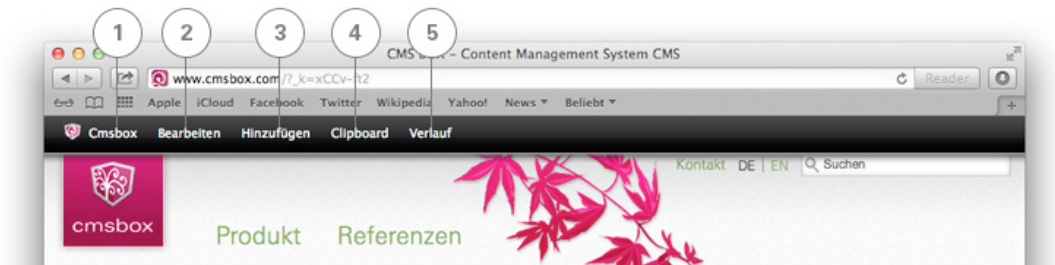 1 2 3 4 5
CMS BOX – Content Management System CMS
www.cmsbox.com/?_k=xCCv-ft2 Reader
Apple iCloud Facebook Twitter Wikipedia Yahoo! News Beliebt
Cmsbox Bearbeiten Hinzufügen Clipboard Verlauf
Kontakt DE | EN Suchen
cmsbox
Produkt Referenzen